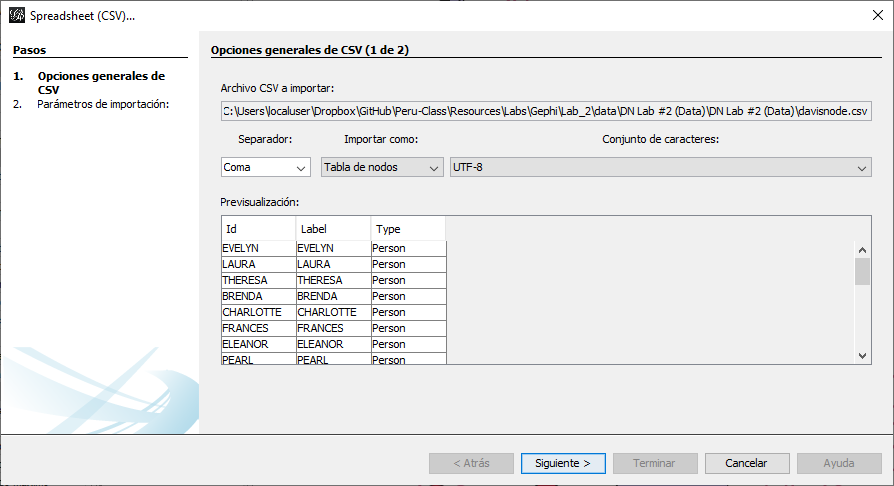 Spreadsheet (CSV)...
Pasos
1. Opciones generales de
CSV
2. Parámetros de importación:
Opciones generales de CSV (1 de 2)
Archivo CSV a importar:
C:\Users\localuser\Dropbox\GitHub\Peru-Class\Resources\Labs\Gephi\Lab_2\data\DN Lab #2 (Data)\DN Lab #2 (Data)\davisnode.csv
Separador: Importar como: Conjunto de caracteres:
Coma Tabla de nodos UTF-8
Previsualización:
Id Label Type
EVELYN EVELYN Person
LAURA LAURA Person
THERESA THERESA Person
BRENDA BRENDA Person
CHARLOTTE CHARLOTTE Person
FRANCES FRANCES Person
ELEANOR ELEANOR Person
PEARL PEARL Person
< Atrás Siguiente > Terminar Cancelar Ayuda